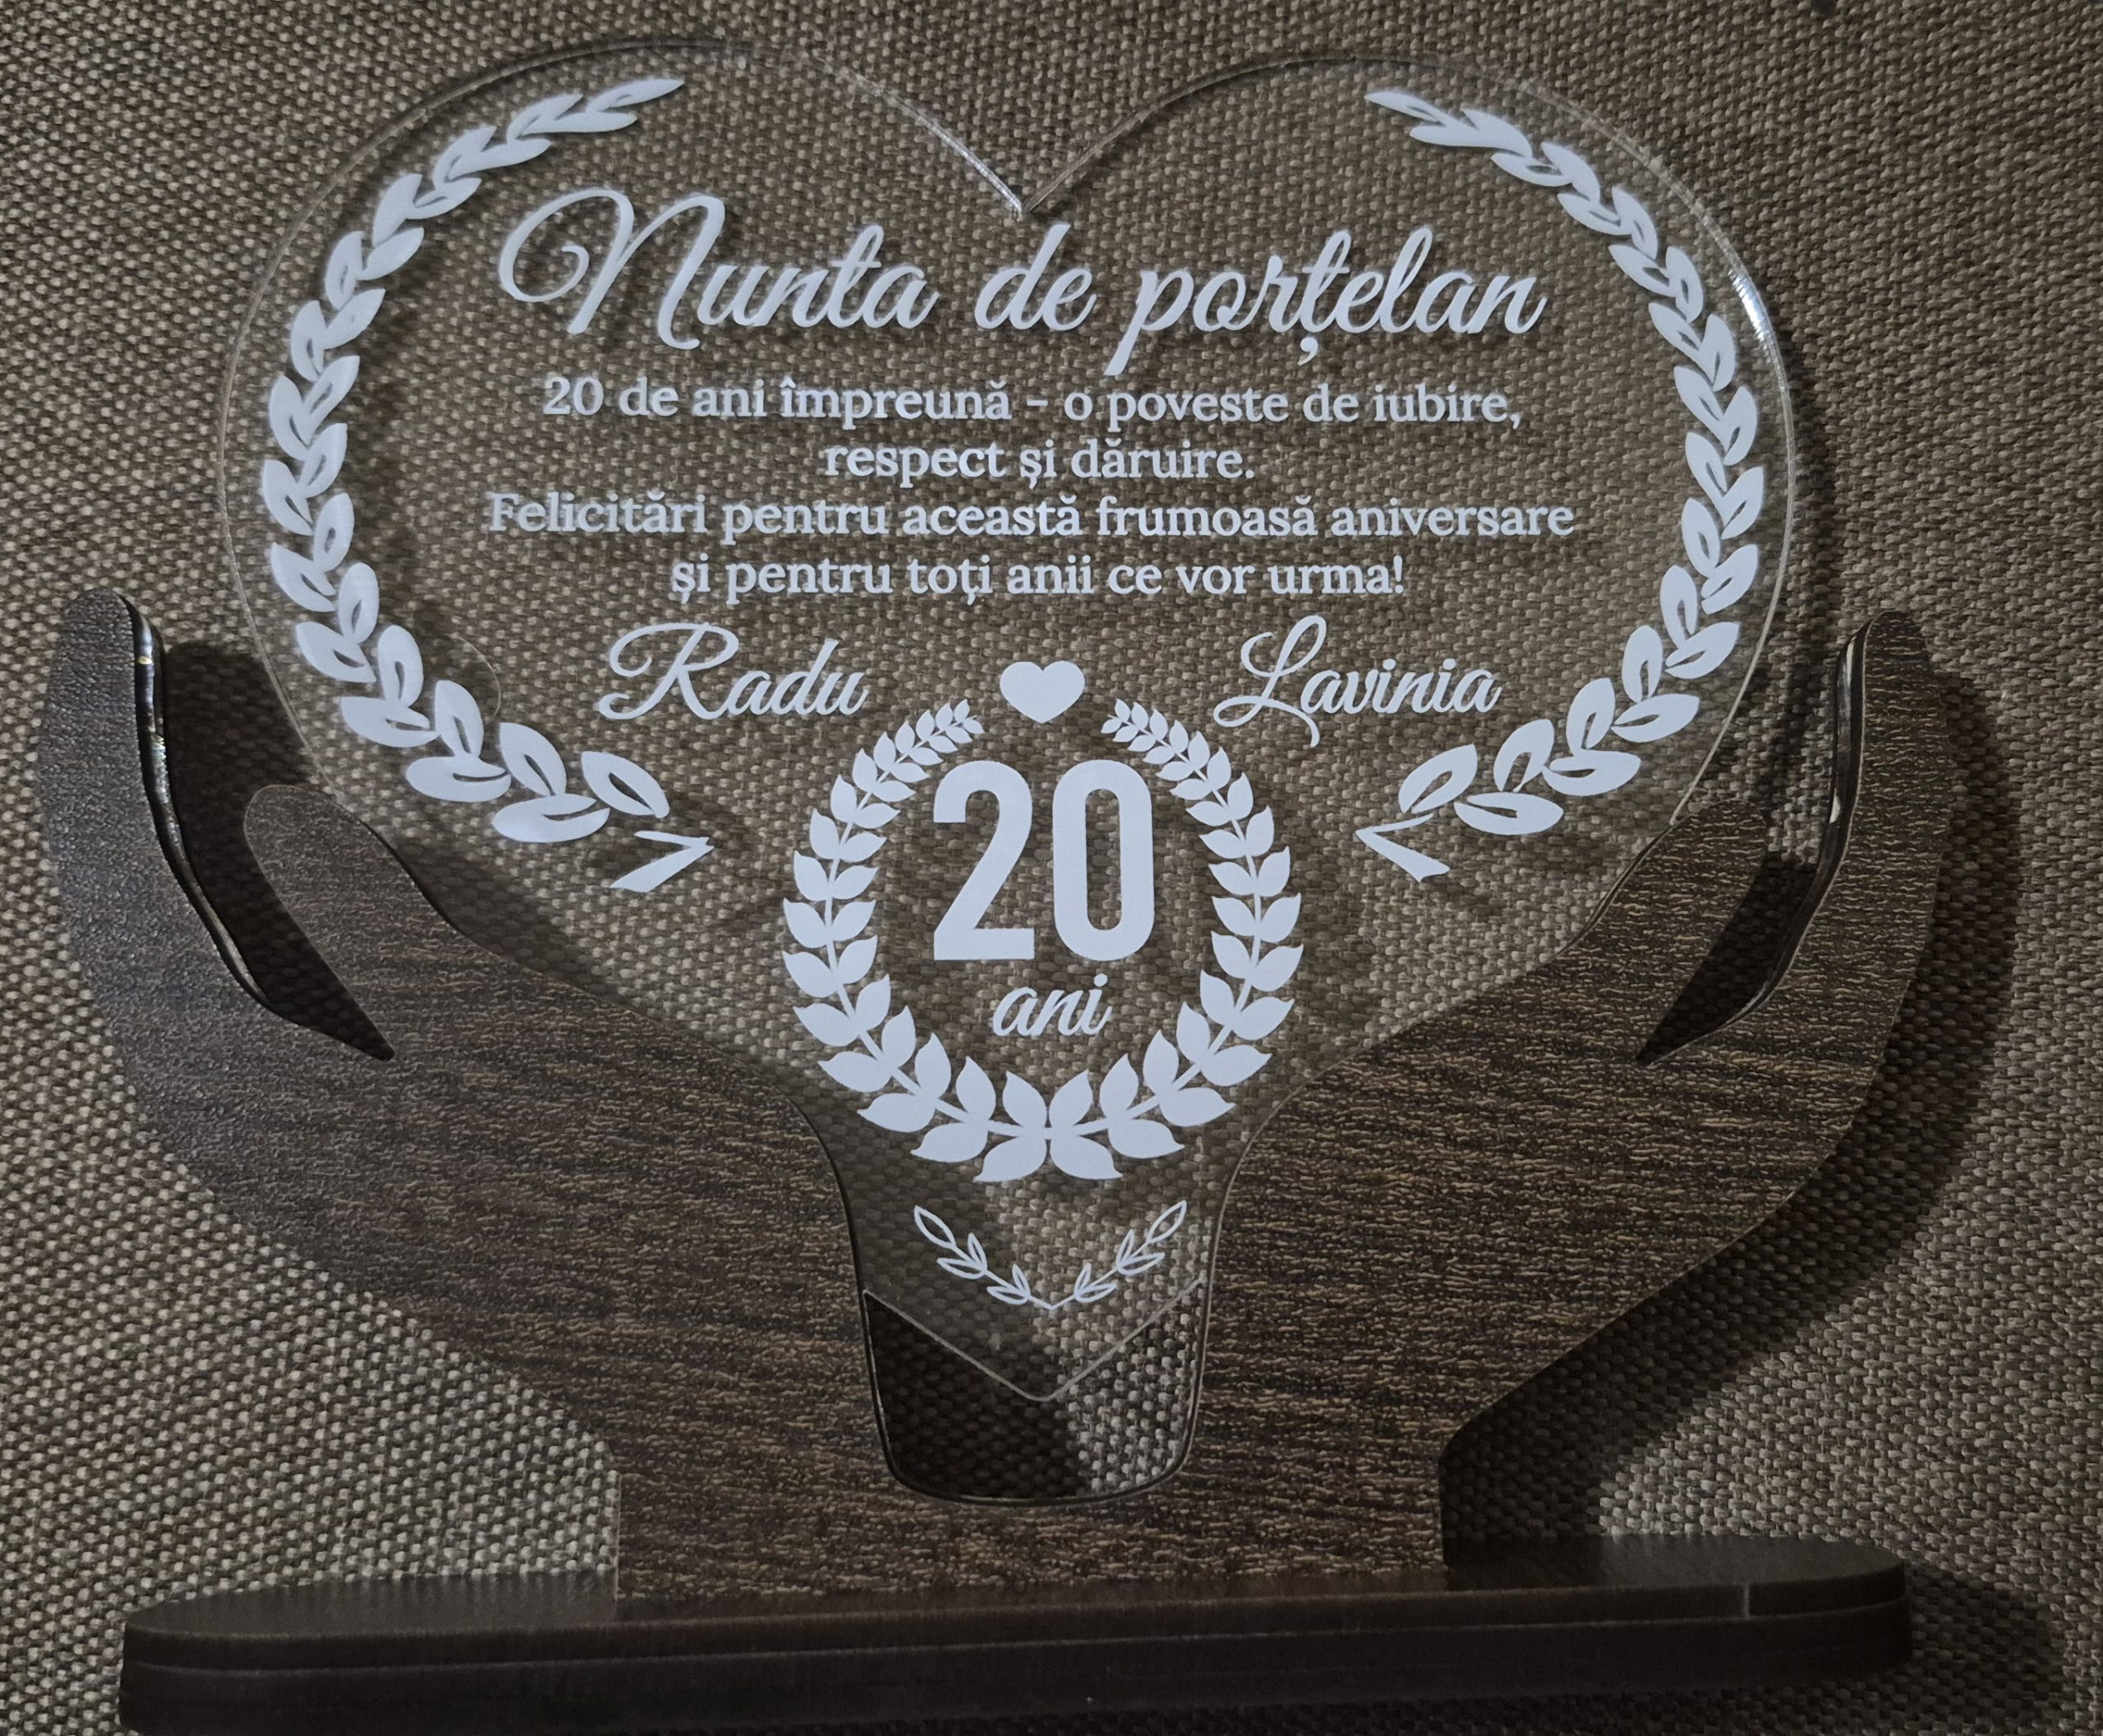 Nunta de porțelan
20 de ani împreună - o poveste de iubire,
respect și dăruire.
Felicitări pentru această frumoasă aniversare
și pentru toți anii ce vor urma!
Radu Lavinia
20
ani